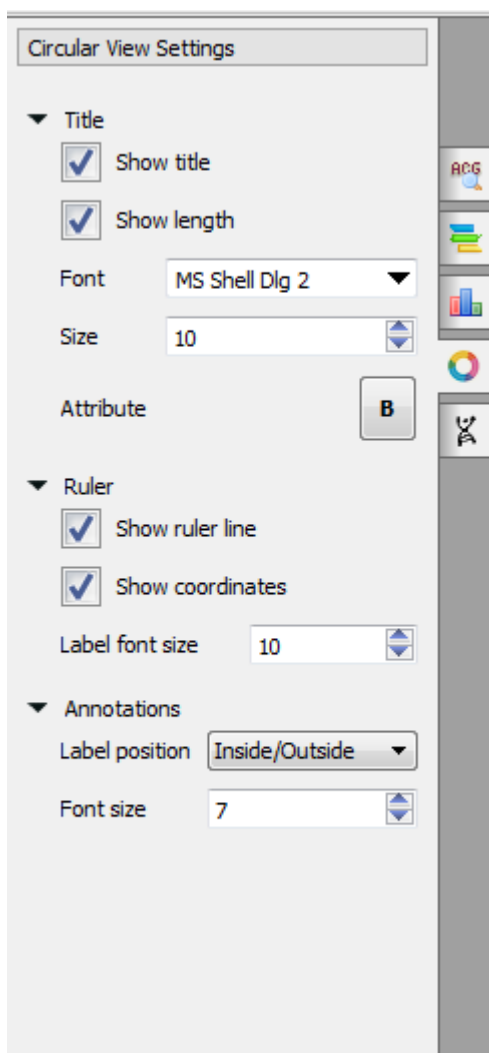 Circular View Settings
Title
Show title
ACG
Show length
Font MS Shell Dlg 2
Size 10
Attribute B
Ruler
Show ruler line
Show coordinates
Label font size 10
Annotations
Label position Inside/Outside
Font size 7